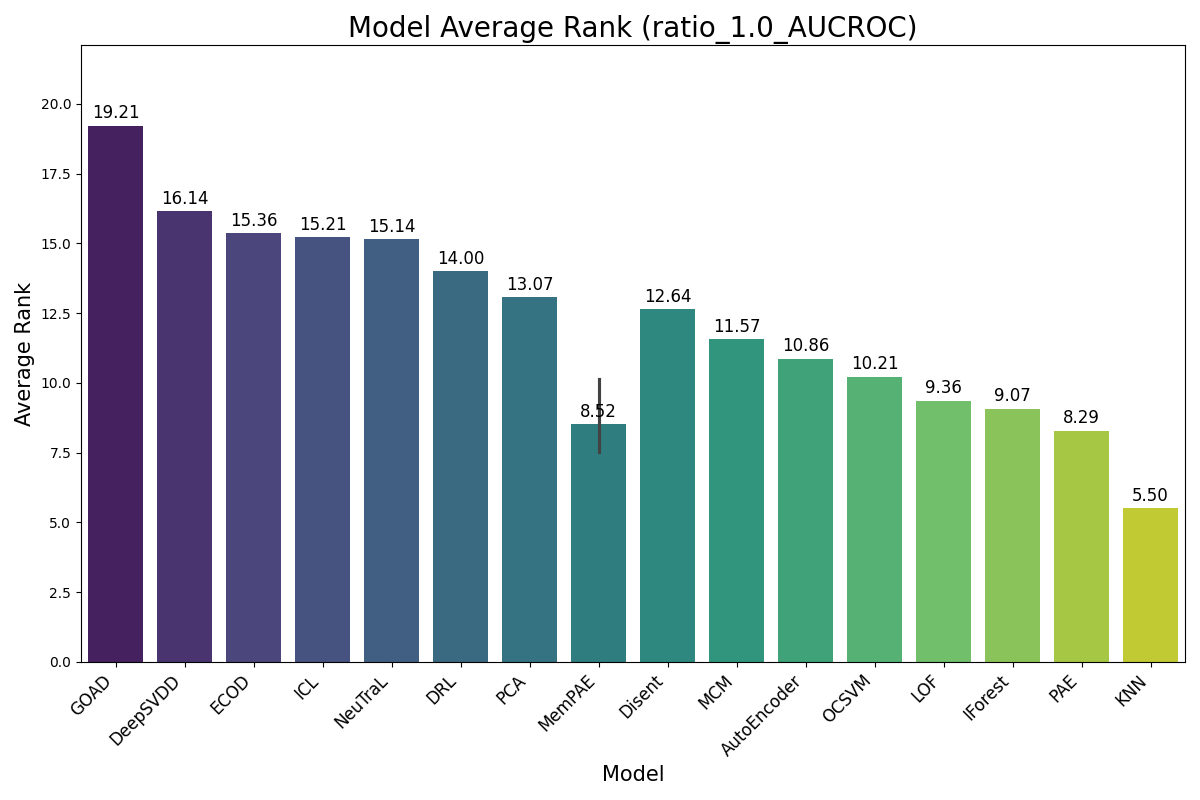 Model Average Rank (ratio_1.0_AUCROC)
Average Rank
20.0
17.5
15.0
12.5
10.0
7.5
5.0
2.5
0.0
19.21
16.14
15.36
15.21
15.14
14.00
13.07
8.52
12.64
11.57
10.86
10.21
9.36
9.07
8.29
5.50
GOAD
DeepSVDD
ECOD
ICL
NeuTraL
DRL
PCA
MemPAE
Disent
MCM
AutoEncoder
OCSVM
LOF
IForest
PAE
KNN
Model